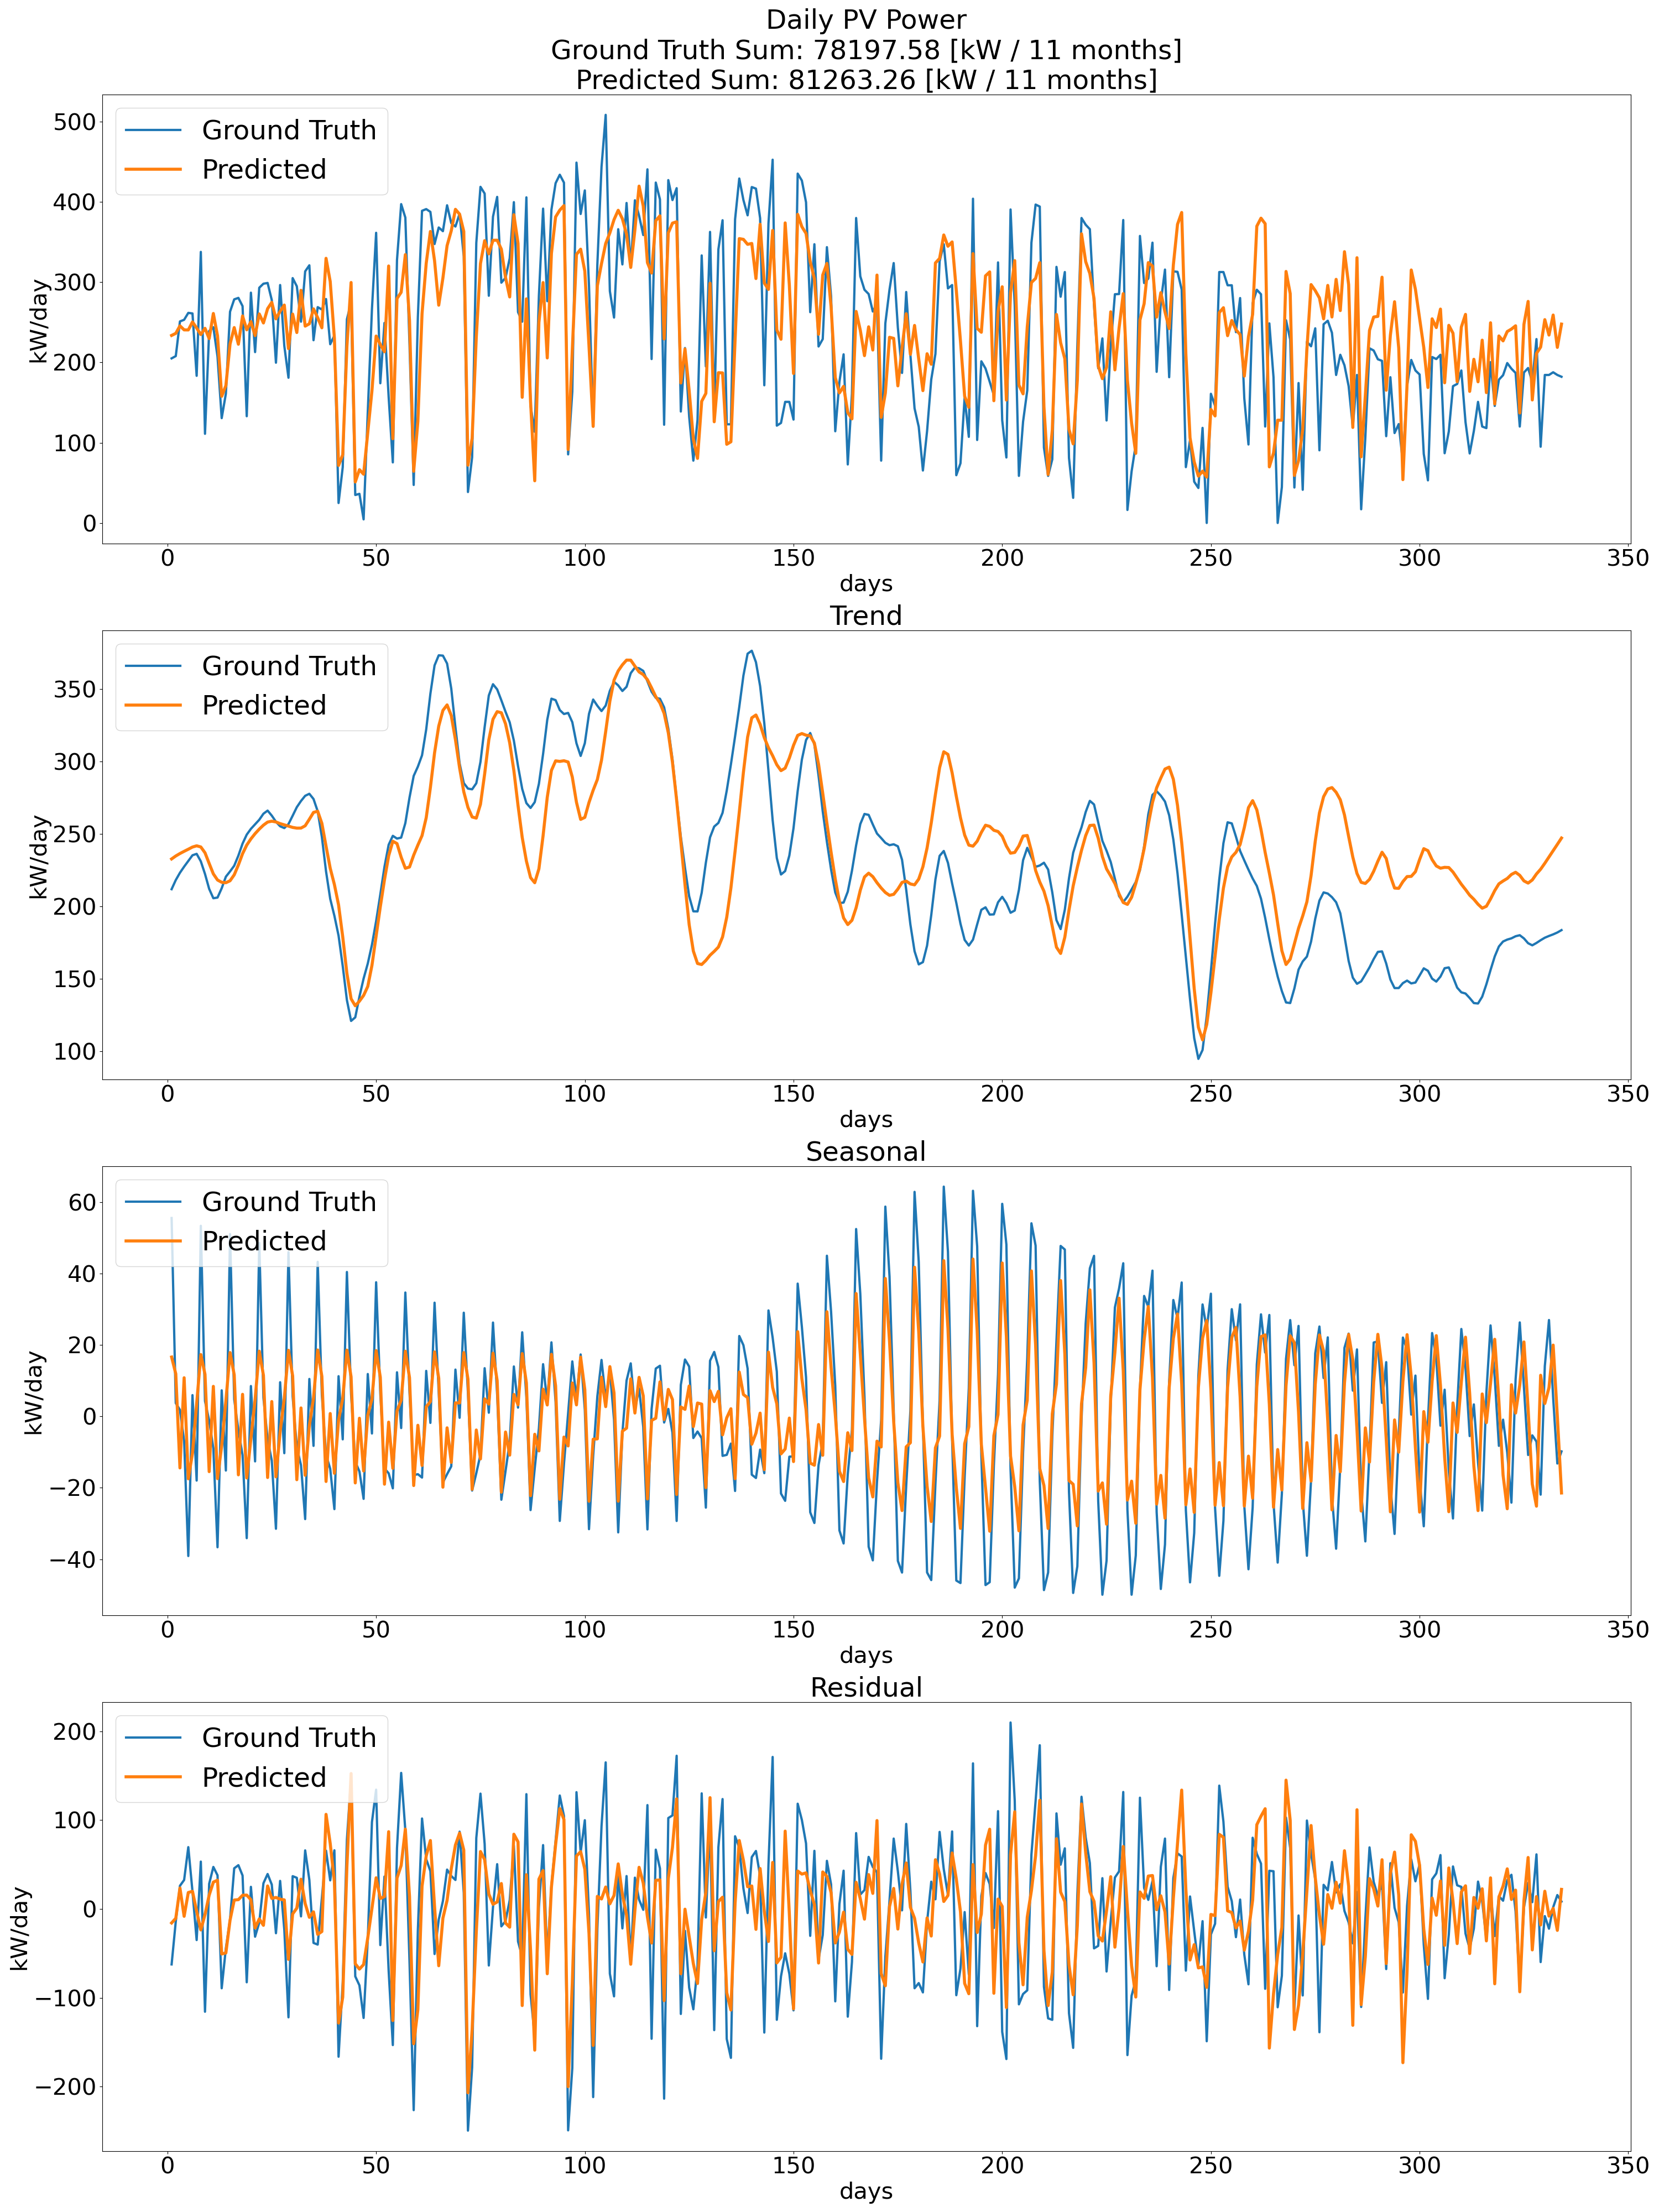 Daily PV Power
Ground Truth Sum: 78197.58 [kW / 11 months]
Predicted Sum: 81263.26 [kW / 11 months]
500
400
300
200
100
0
kW/day
Ground Truth
Predicted
0 50 100 150 200 250 300 350
days
Trend
350
300
250
200
150
100
kW/day
Ground Truth
Predicted
0 50 100 150 200 250 300 350
days
Seasonal
60
40
20
0
−20
−40
kW/day
Ground Truth
Predicted
0 50 100 150 200 250 300 350
days
Residual
200
100
0
−100
−200
kW/day
Ground Truth
Predicted
0 50 100 150 200 250 300 350
days